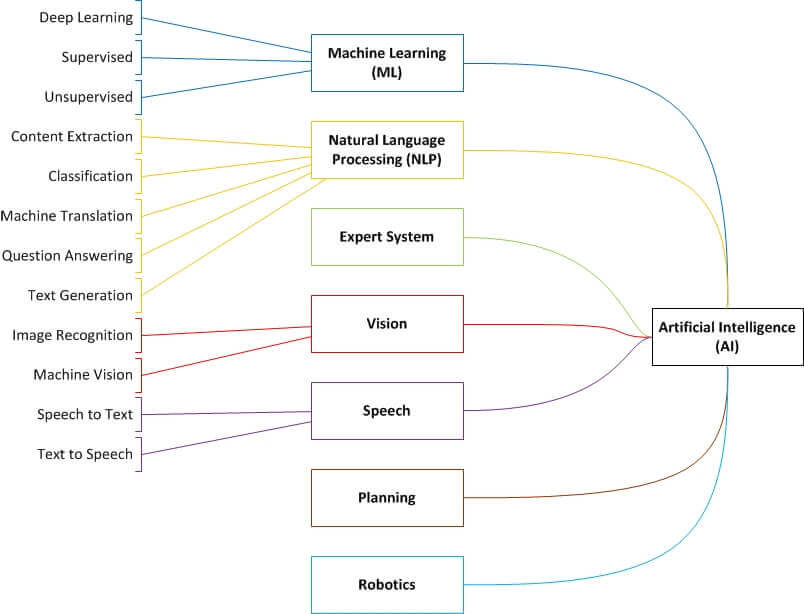 Deep Learning
Supervised
Unsupervised
Content Extraction
Classification
Machine Translation
Question Answering
Text Generation
Image Recognition
Machine Vision
Speech to Text
Text to Speech
Machine Learning
(ML)
Natural Language
Processing (NLP)
Expert System
Vision
Speech
Planning
Robotics
Artificial Intelligence
(AI)